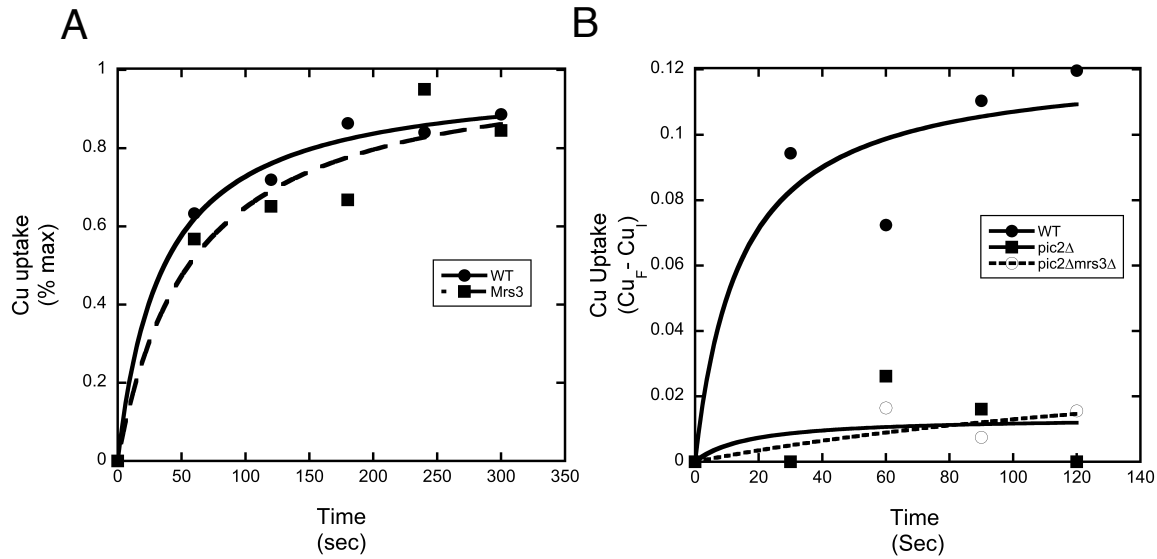 A
1
0.8
0.6
0.4
0.2
0
Cu uptake
(% max)
WT
Mrs3
0 50 100 150 200 250 300 350
Time
(sec)
B
0.12
0.1
0.08
0.06
0.04
0.02
0
Cu Uptake
(CuF - CuI)
WT
pic2Δ
pic2Δmrs3Δ
0 20 40 60 80 100 120 140
Time
(Sec)